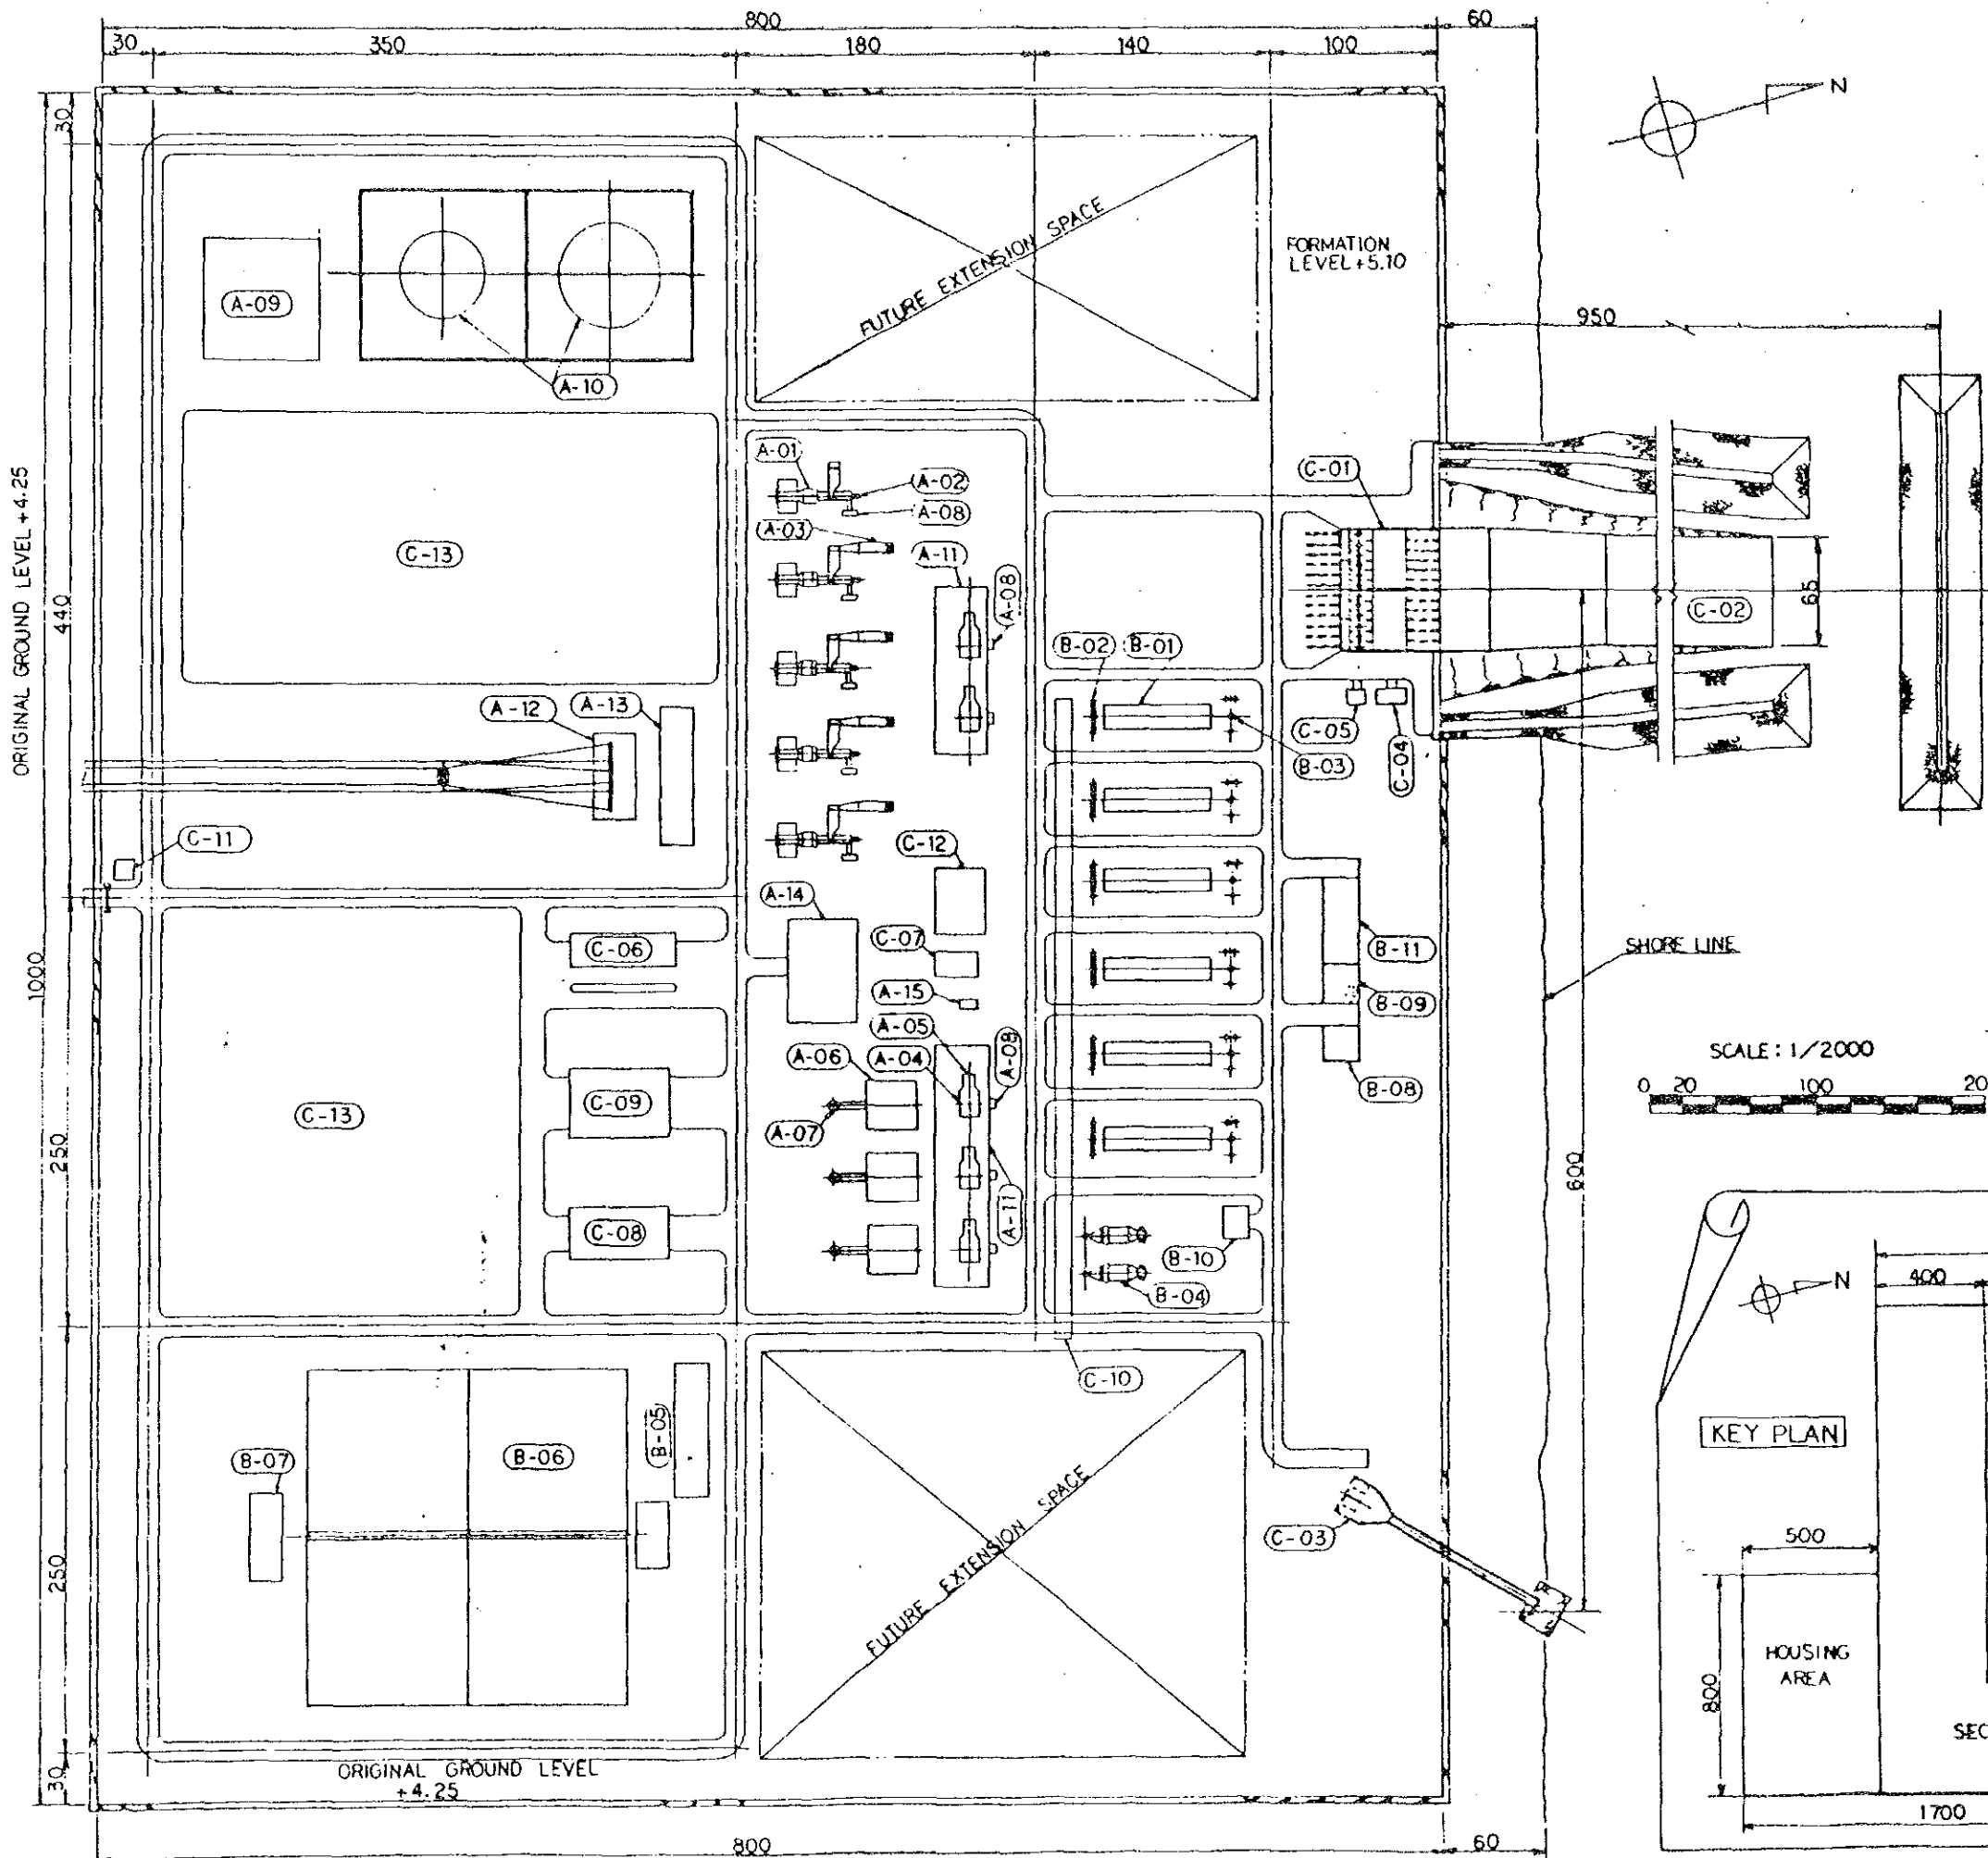 800
60
30
350
180
140
100
N
30
FUTURE EXTENSION SPACE
FORMATION
LEVEL +5.10
A-09
A-10
950
ORIGINAL GROUND LEVEL +4.25
440
1000
250
250
30
A-01
A-02
A-08
A-03
A-11
A-08
C-01
C-02
65
C-13
B-02
B-01
B-03
C-05
C-04
A-12
A-13
C-11
C-12
A-14
C-06
C-07
A-15
B-11
B-09
SHORE LINE
A-05
A-04
A-06
A-08
A-07
B-08
SCALE : 1/2000
0 20 100 20
C-13
C-09
C-08
A-11
B-10
B-04
600
C-10
N
400
KEY PLAN
B-07
B-06
B-05
FUTURE EXTENSION SPACE
C-03
500
HOUSING
AREA
800
SEC
1700
ORIGINAL GROUND LEVEL
+4.25
800
60